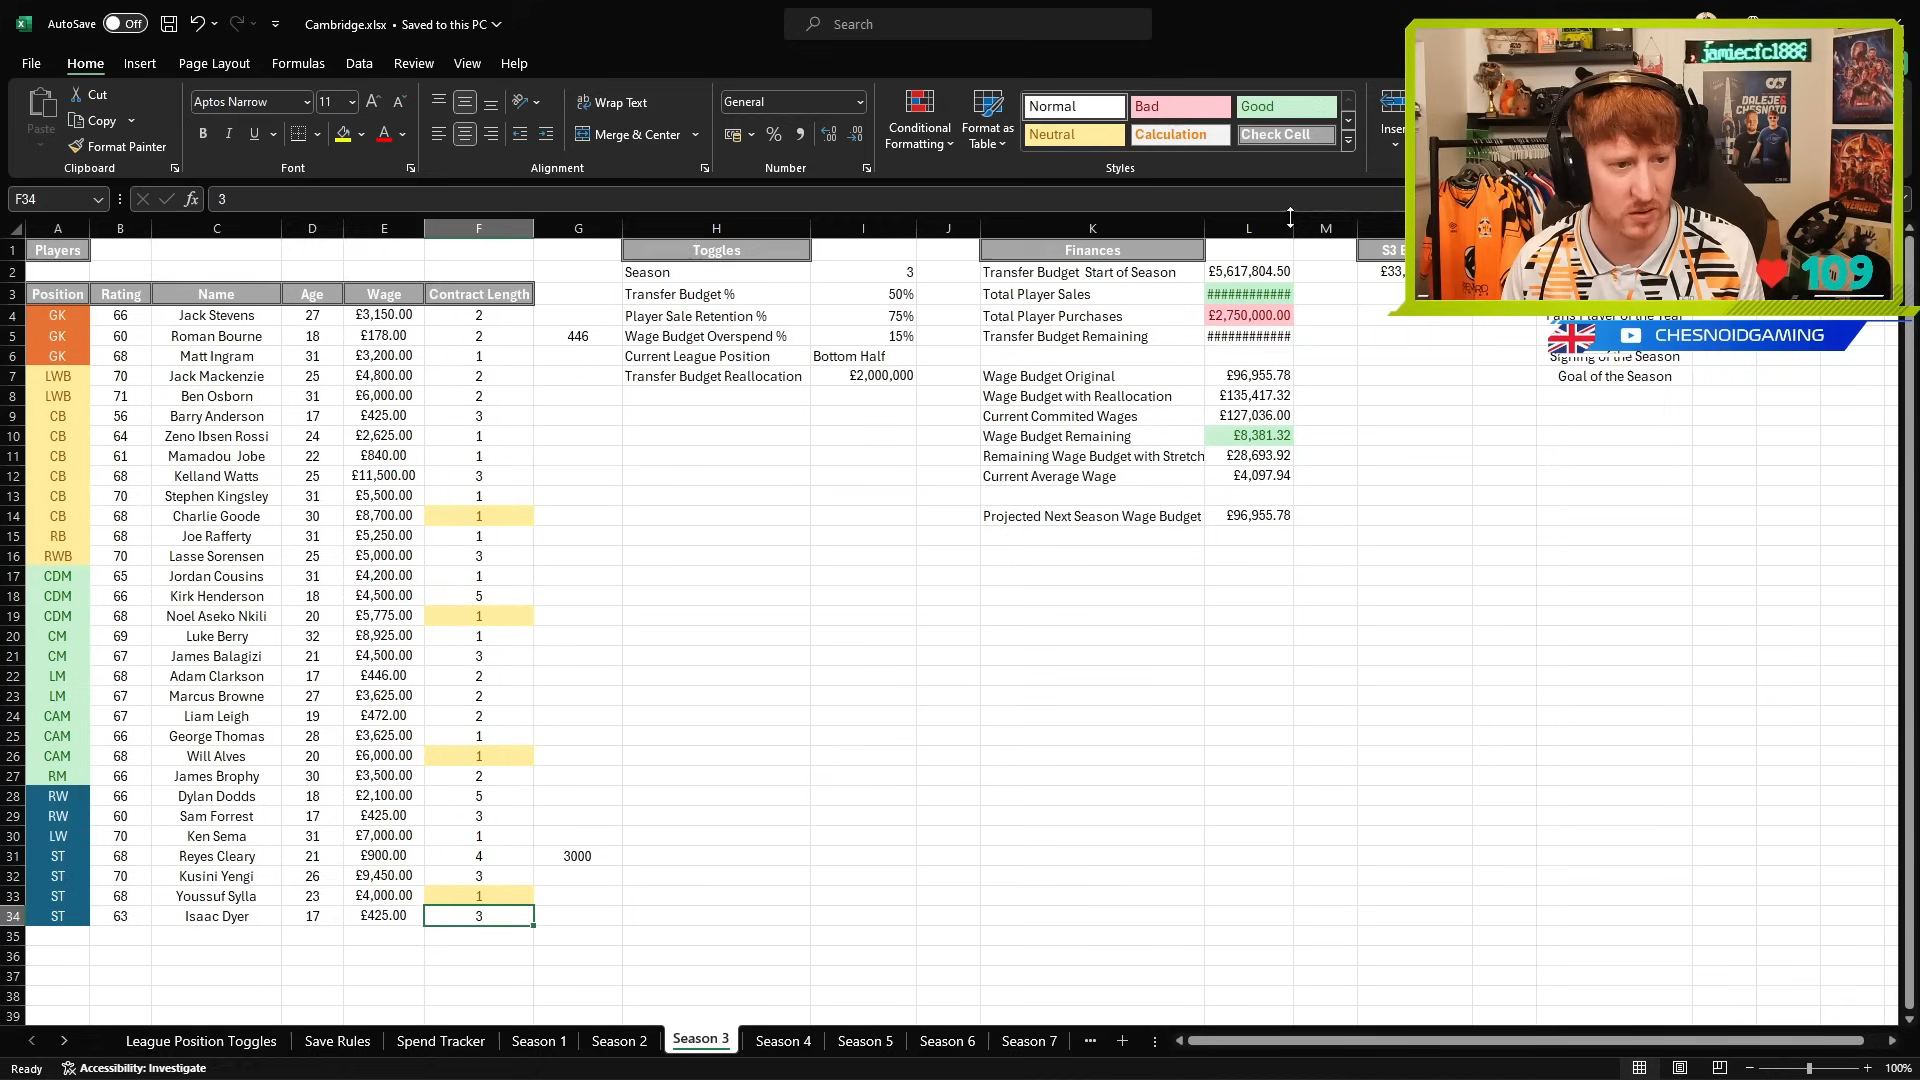 AutoSave Off Cambridge.xlsx • Saved to this PC Search
File Home Insert Page Layout Formulas Data Review View Help
Paste Cut Copy Format Painter Clipboard
Aptos Narrow 11 B I U Font
ab Wrap Text Merge & Center Alignment
General % Number
Conditional Formatting Format as Table Normal Bad Good Neutral Calculation Check Cell Styles
jamiecfc1886
DALEJE CHESNOID
109
CHESNOIDGAMING
F34 fx 3
A B C D E F G H I J K L M
1 Players Toggles Finances
2 Season 3 Transfer Budget Start of Season £5,617,804.50 £33,
3 Position Rating Name Age Wage Contract Length Transfer Budget % 50% Total Player Sales ############
4 GK 66 Jack Stevens 27 £3,150.00 2 Player Sale Retention % 75% Total Player Purchases £2,750,000.00
5 GK 60 Roman Bourne 18 £178.00 2 446 Wage Budget Overspend % 15% Transfer Budget Remaining ############
6 GK 68 Matt Ingram 31 £3,200.00 1 Current League Position Bottom Half Signing of the Season
7 LWB 70 Jack Mackenzie 25 £4,800.00 2 Transfer Budget Reallocation £2,000,000 Wage Budget Original £96,955.78 Goal of the Season
8 LWB 71 Ben Osborn 31 £6,000.00 2 Wage Budget with Reallocation £135,417.32
9 CB 56 Barry Anderson 17 £425.00 3 Current Commited Wages £127,036.00
10 CB 64 Zeno Ibsen Rossi 24 £2,625.00 1 Wage Budget Remaining £8,381.32
11 CB 61 Mamadou Jobe 22 £840.00 1 Remaining Wage Budget with Stretch £28,693.92
12 CB 68 Kelland Watts 25 £11,500.00 3 Current Average Wage £4,097.94
13 CB 70 Stephen Kingsley 31 £5,500.00 1
14 CB 68 Charlie Goode 30 £8,700.00 1 Projected Next Season Wage Budget £96,955.78
15 RB 68 Joe Rafferty 31 £5,250.00 1
16 RWB 70 Lasse Sorensen 25 £5,000.00 3
17 CDM 65 Jordan Cousins 31 £4,200.00 1
18 CDM 66 Kirk Henderson 18 £4,500.00 5
19 CDM 68 Noel Aseko Nkili 20 £5,775.00 1
20 CM 69 Luke Berry 32 £8,925.00 1
21 CM 67 James Balagizi 21 £4,500.00 3
22 LM 68 Adam Clarkson 17 £446.00 2
23 LM 67 Marcus Browne 27 £3,625.00 2
24 CAM 67 Liam Leigh 19 £472.00 2
25 CAM 66 George Thomas 28 £3,625.00 1
26 CAM 68 Will Alves 20 £6,000.00 1
27 RM 66 James Brophy 30 £3,500.00 2
28 RW 66 Dylan Dodds 18 £2,100.00 5
29 RW 60 Sam Forrest 17 £425.00 3
30 LW 70 Ken Sema 31 £7,000.00 1
31 ST 68 Reyes Cleary 21 £900.00 4 3000
32 ST 70 Kusini Yengi 26 £9,450.00 3
33 ST 68 Youssuf Sylla 23 £4,000.00 1
34 ST 63 Isaac Dyer 17 £425.00 3
35
36
37
38
39
League Position Toggles Save Rules Spend Tracker Season 1 Season 2 Season 3 Season 4 Season 5 Season 6 Season 7
Ready Accessibility: Investigate 100%